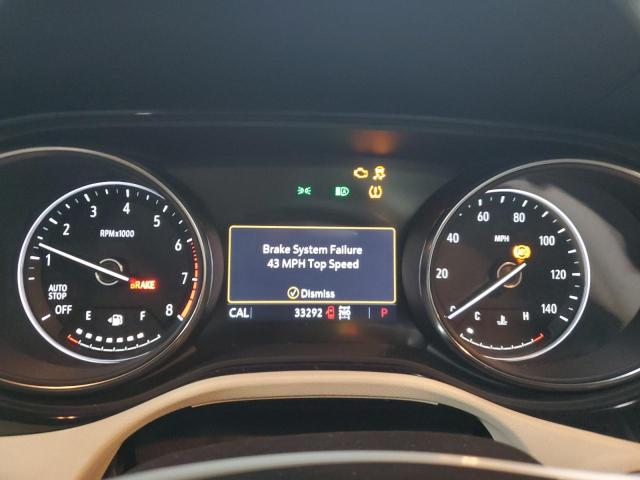 1 2 3 4 5 6 7 8
RPMx1000
BRAKE
AUTO
STOP
OFF
E F
Brake System Failure
43 MPH Top Speed
Dismiss
CAL 33292 P
20 40 60 80 100 120 140
MPH
C H